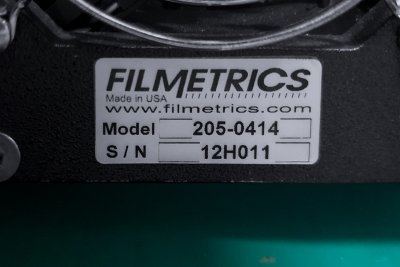 FILMETRICS
Made in USA
www.filmetrics.com
Model 205-0414
S / N 12H011